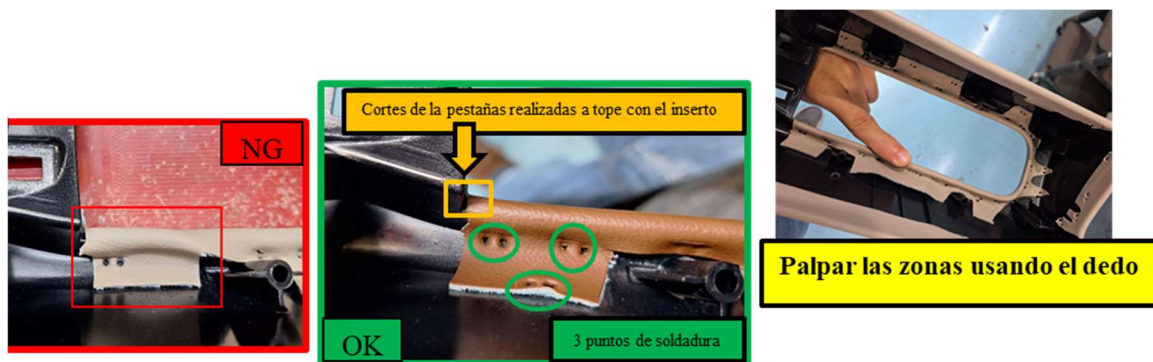 NG
Cortes de la pestañas realizadas a tope con el inserto
OK
3 puntos de soldadura
Palpar las zonas usando el dedo